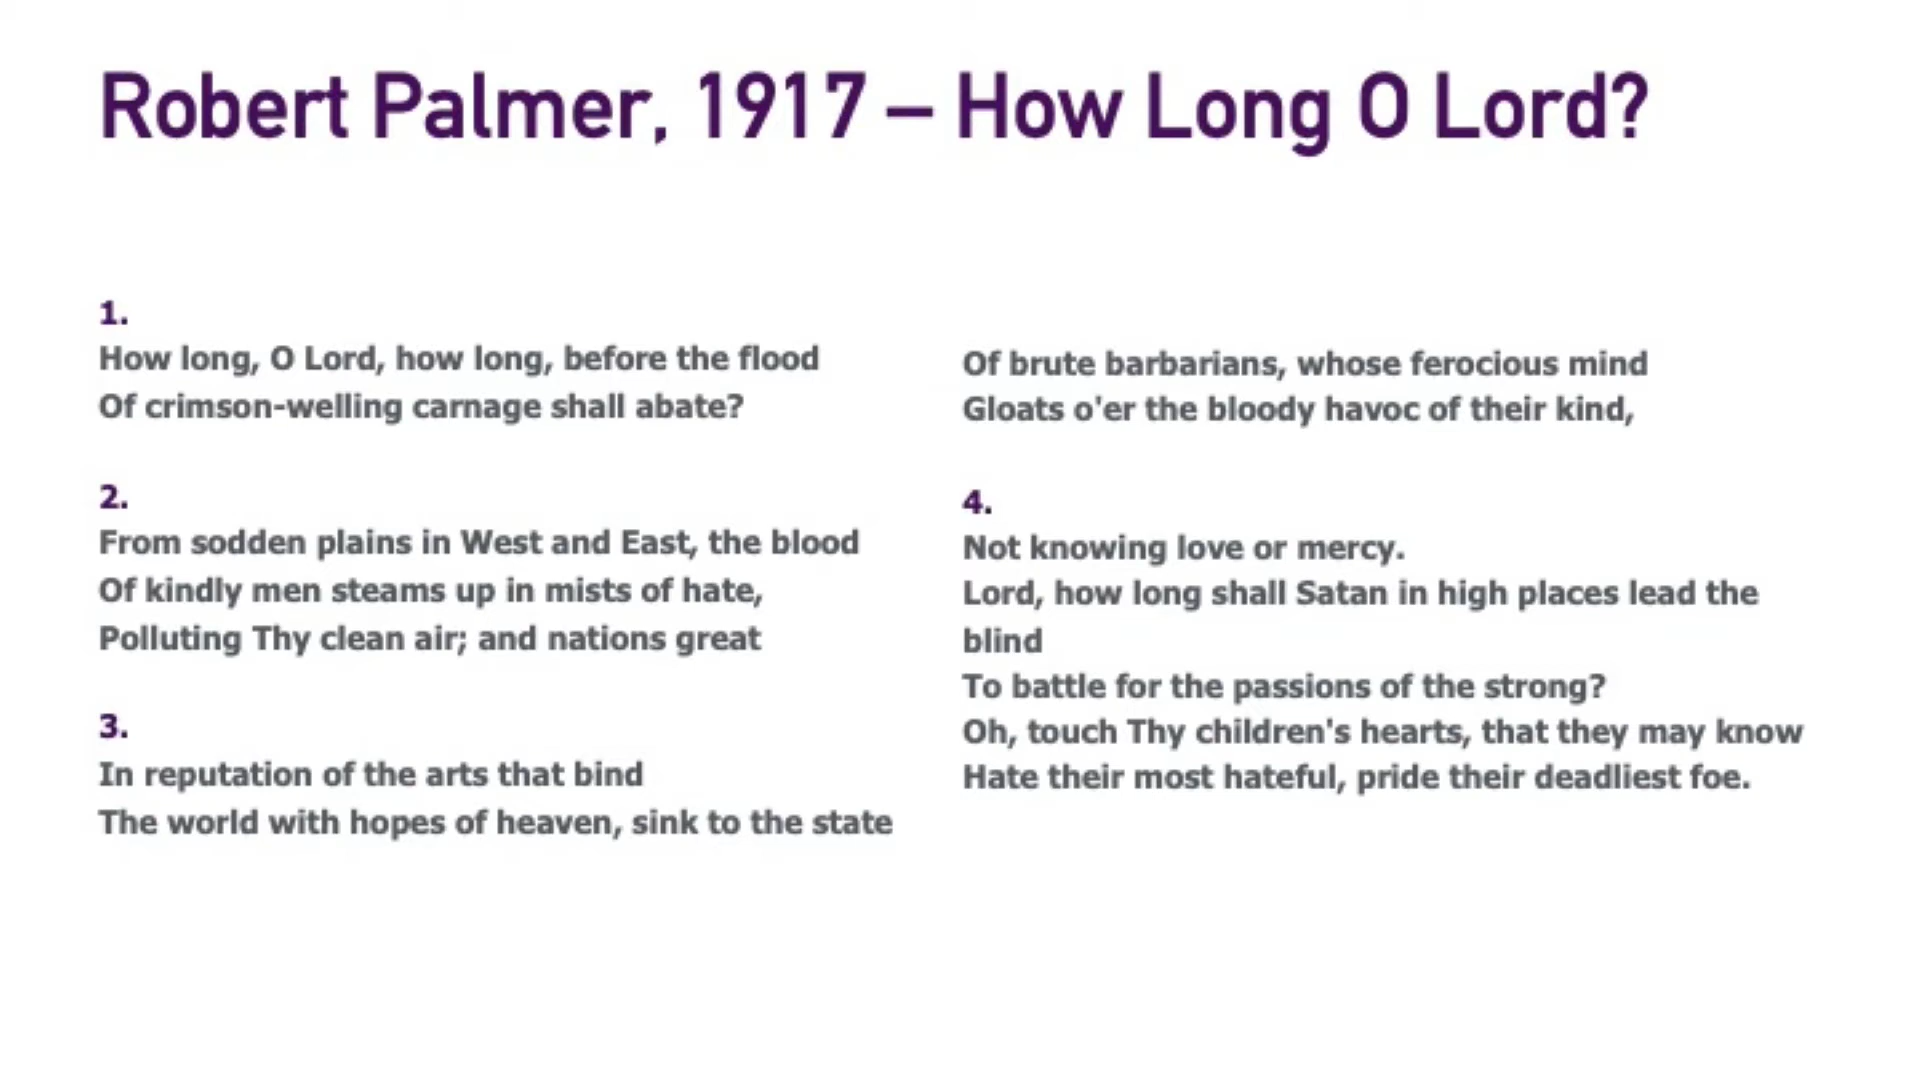 Robert Palmer, 1917 – How Long O Lord?
1.
How long, O Lord, how long, before the flood
Of crimson-welling carnage shall abate?
2.
From sodden plains in West and East, the blood
Of kindly men steams up in mists of hate,
Polluting Thy clean air; and nations great
3.
In reputation of the arts that bind
The world with hopes of heaven, sink to the state
Of brute barbarians, whose ferocious mind
Gloats o'er the bloody havoc of their kind,
4.
Not knowing love or mercy.
Lord, how long shall Satan in high places lead the
blind
To battle for the passions of the strong?
Oh, touch Thy children's hearts, that they may know
Hate their most hateful, pride their deadliest foe.